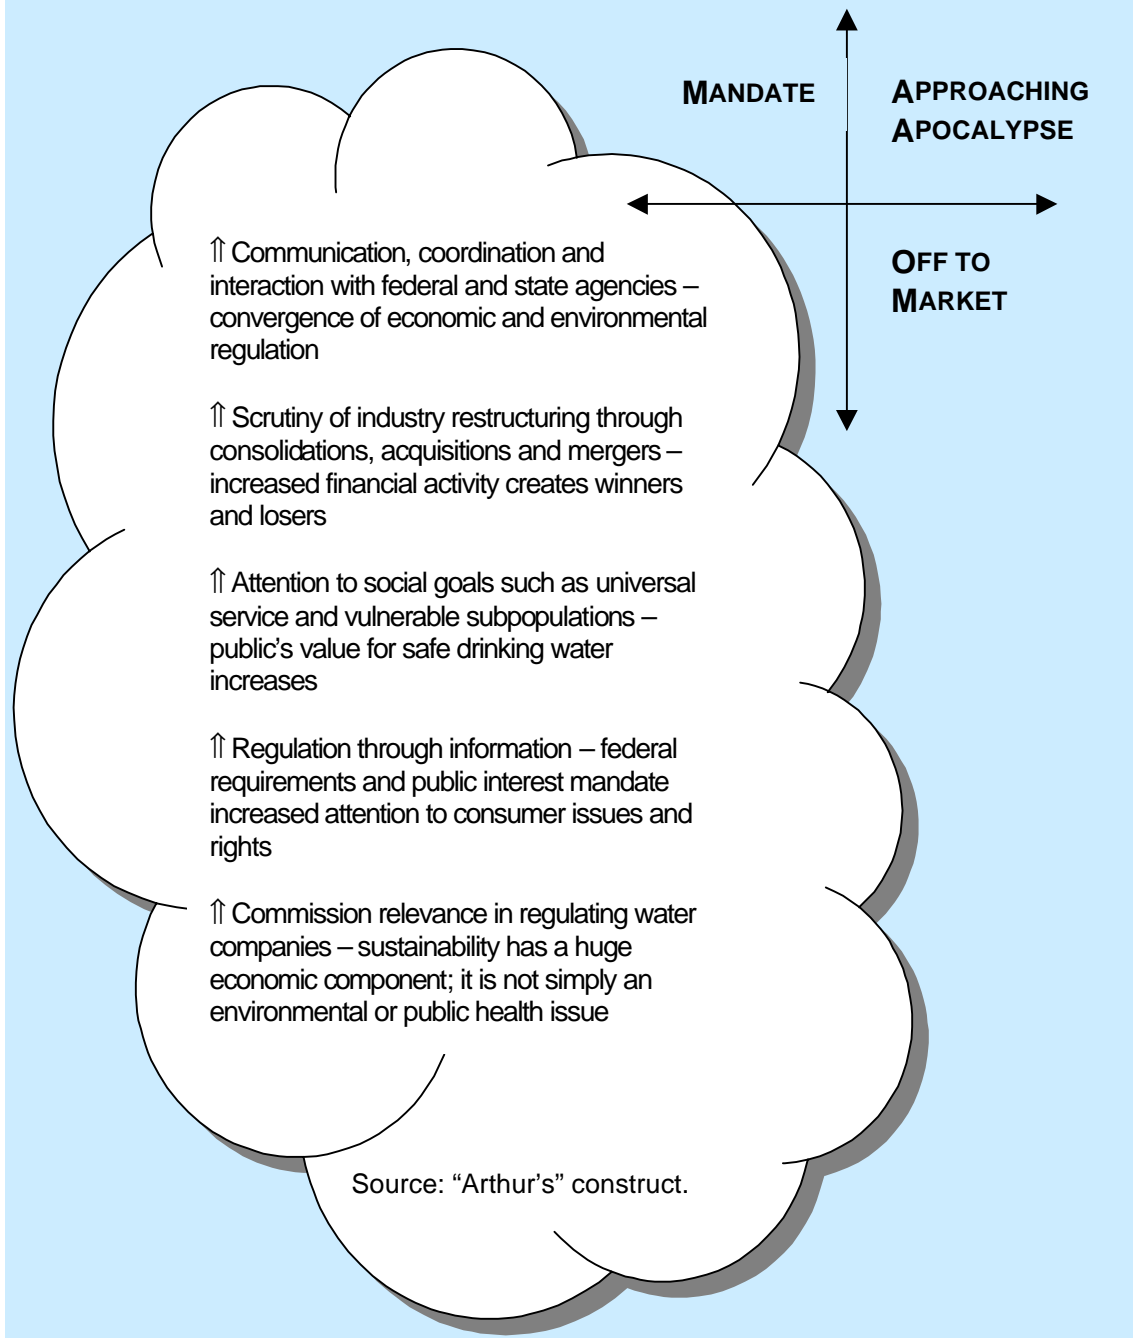 MANDATE
APPROACHING
APOCALYPSE
OFF TO
MARKET
⇑ Communication, coordination and
interaction with federal and state agencies –
convergence of economic and environmental
regulation
⇑ Scrutiny of industry restructuring through
consolidations, acquisitions and mergers –
increased financial activity creates winners
and losers
⇑ Attention to social goals such as universal
service and vulnerable subpopulations –
public’s value for safe drinking water
increases
⇑ Regulation through information – federal
requirements and public interest mandate
increased attention to consumer issues and
rights
⇑ Commission relevance in regulating water
companies – sustainability has a huge
economic component; it is not simply an
environmental or public health issue
Source: “Arthur’s” construct.